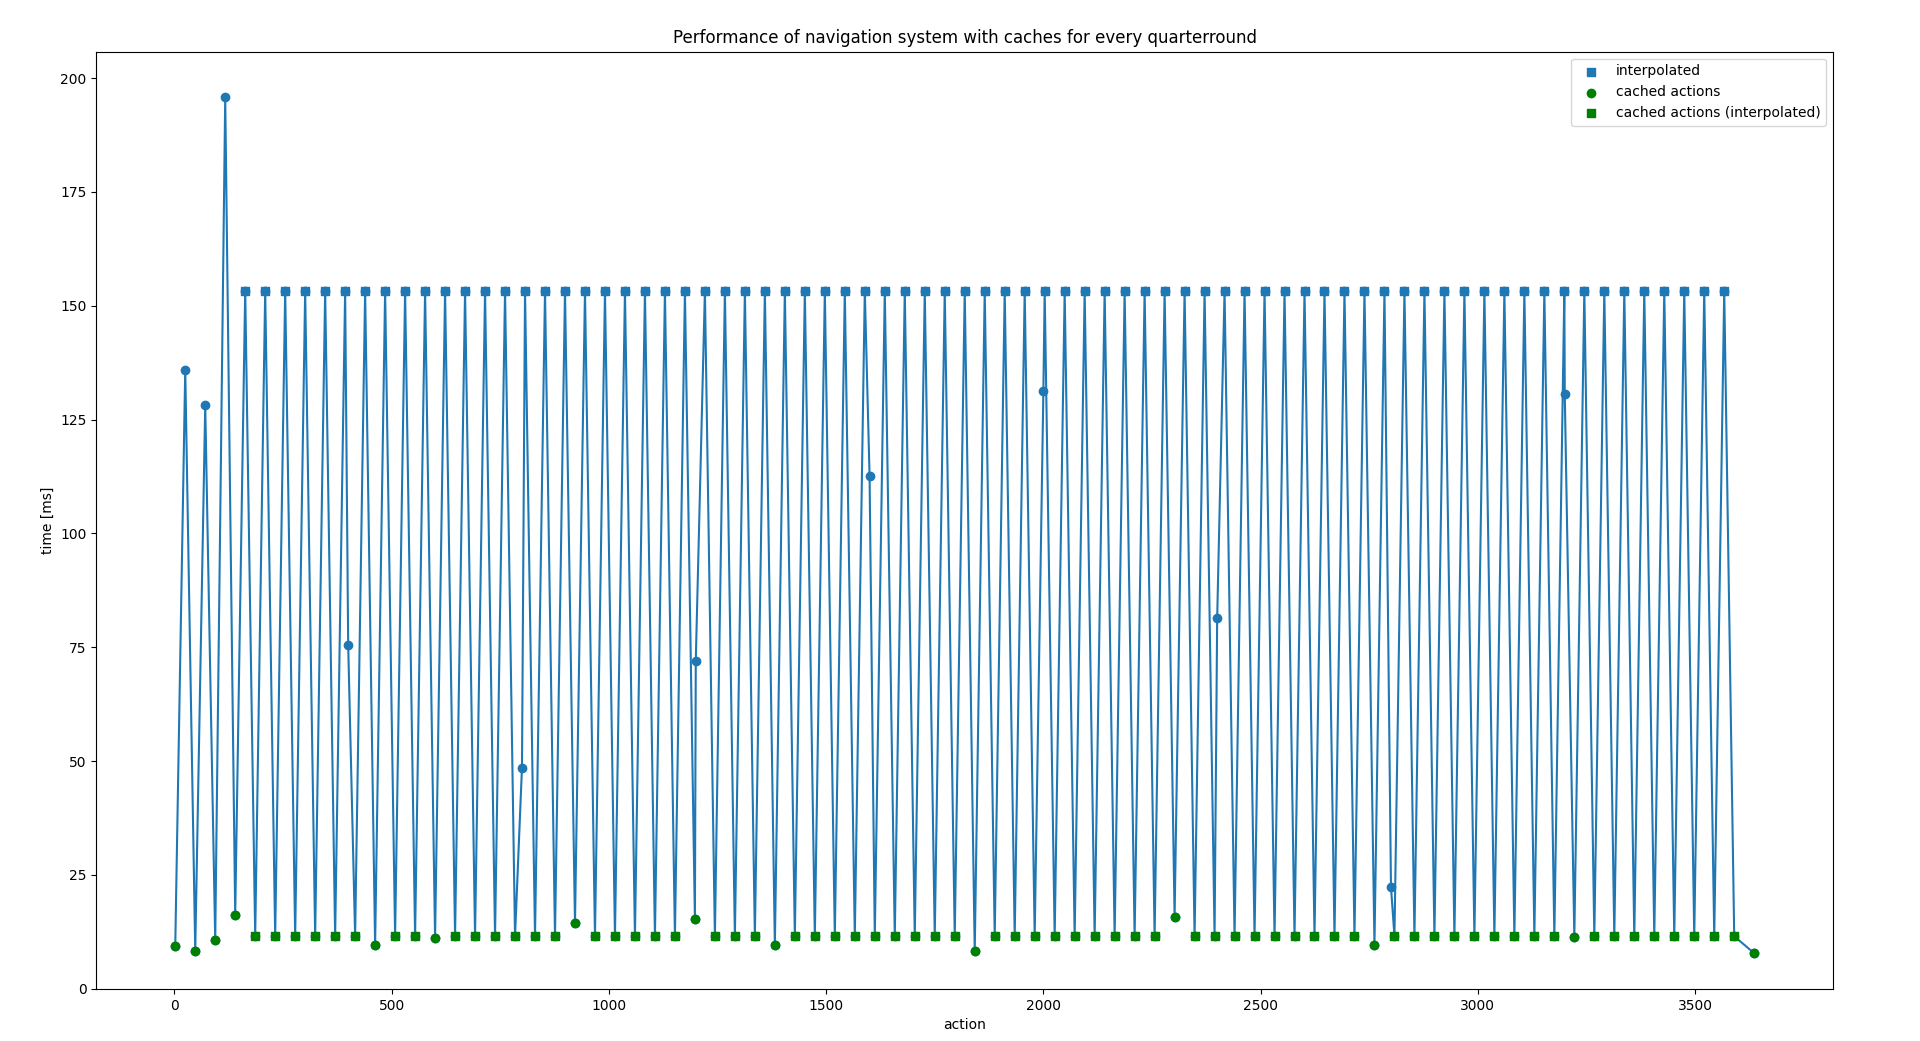 Performance of navigation system with caches for every quarterround
interpolated
cached actions
cached actions (interpolated)
200
175
150
125
100
75
50
25
0
time [ms]
0 500 1000 1500 2000 2500 3000 3500
action